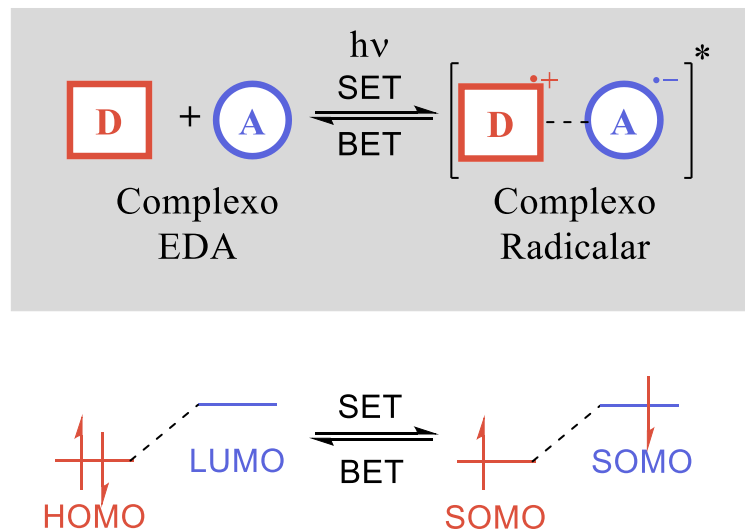 hν
SET
D + A
BET
[D•+ --- A•−]*
Complexo
EDA
Complexo
Radicalar
SET
BET
HOMO
LUMO
SOMO
SOMO